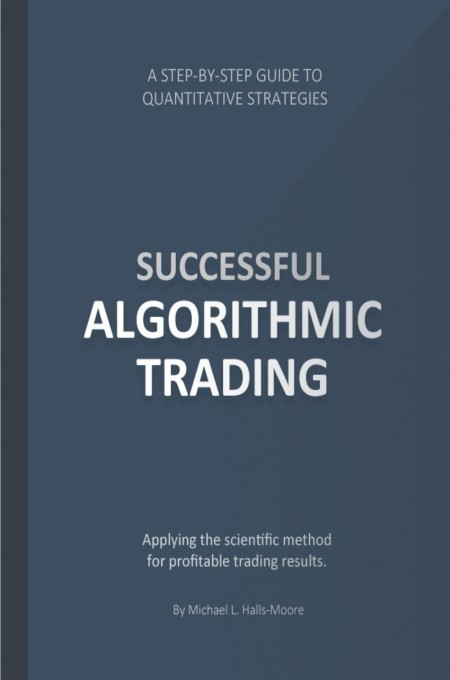 A STEP-BY-STEP GUIDE TO
QUANTITATIVE STRATEGIES
SUCCESSFUL
ALGORITHMIC
TRADING
Applying the scientific method
for profitable trading results.
By Michael L. Halls-Moore